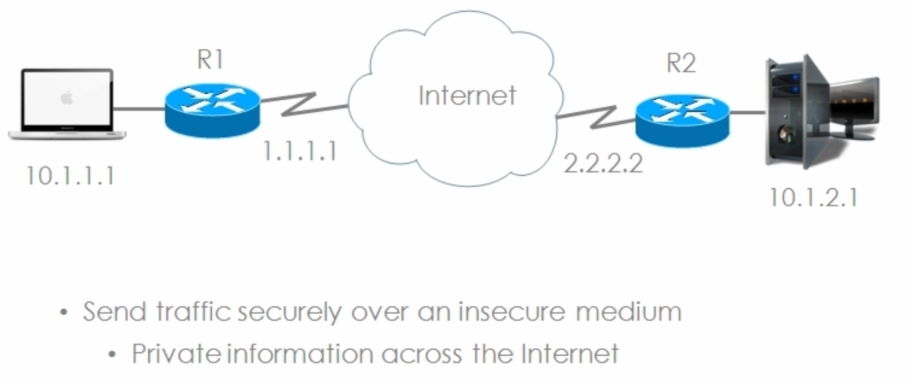 R1
Internet
R2
1.1.1.1
2.2.2.2
10.1.1.1
10.1.2.1
• Send traffic securely over an insecure medium
• Private information across the Internet